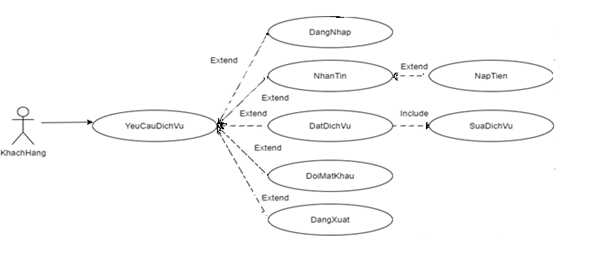 DangNhap
Extend
NhanTin
Extend
NapTien
Extend
KhachHang
YeuCauDichVu
Extend
DatDichVu
Include
SuaDichVu
Extend
DoiMatKhau
Extend
DangXuat